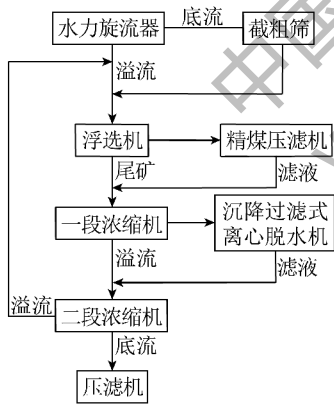 水力旋流器
底流
截粗筛
溢流
浮选机
精煤压滤机
尾矿
滤液
一段浓缩机
沉降过滤式
离心脱水机
溢流
滤液
溢流
二段浓缩机
底流
压滤机
中国